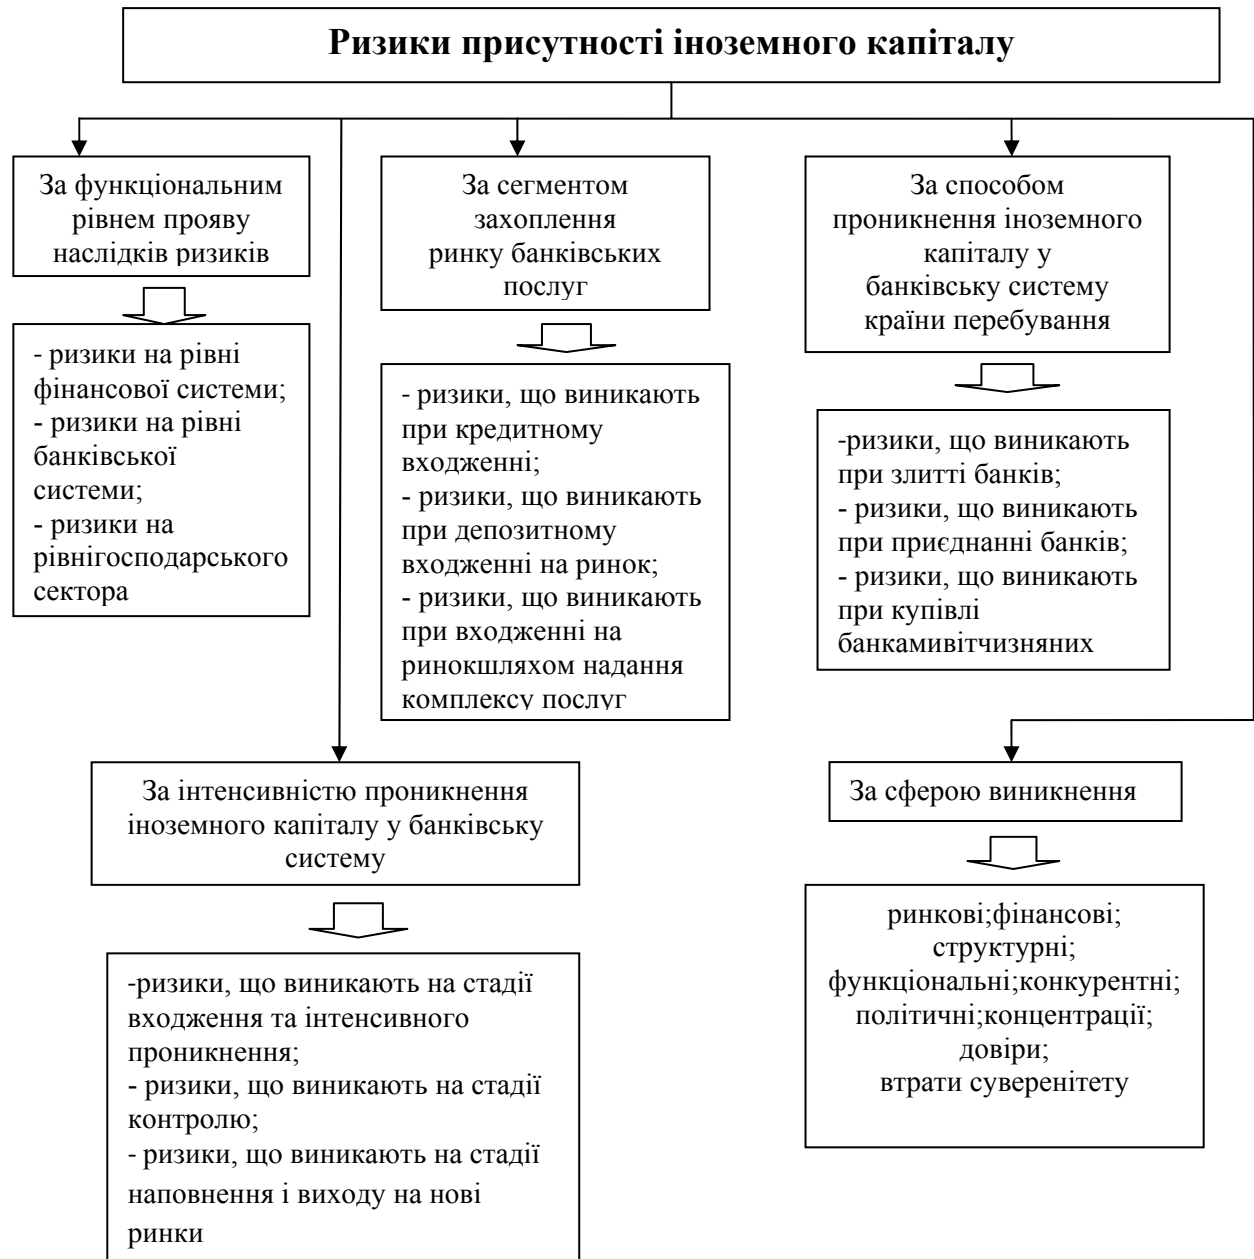 Ризики присутності іноземного капіталу
За функціональним
рівнем прояву
наслідків ризиків
- ризики на рівні
фінансової системи;
- ризики на рівні
банківської
системи;
- ризики на
рівнігосподарського
сектора
За сегментом
захоплення
ринку банківських
послуг
- ризики, що виникають
при кредитному
входженні;
- ризики, що виникають
при депозитному
входженні на ринок;
- ризики, що виникають
при входженні на
ринокшляхом надання
комплексу послуг
За способом
проникнення іноземного
капіталу у
банківську систему
країни перебування
-ризики, що виникають
при злитті банків;
- ризики, що виникають
при приєднанні банків;
- ризики, що виникають
при купівлі
банкамивітчизняних
За інтенсивністю проникнення
іноземного капіталу у банківську
систему
-ризики, що виникають на стадії
входження та інтенсивного
проникнення;
- ризики, що виникають на стадії
контролю;
- ризики, що виникають на стадії
наповнення і виходу на нові
ринки
За сферою виникнення
ринкові;фінансові;
структурні;
функціональні;конкурентні;
політичні;концентрації;
довіри;
втрати суверенітету